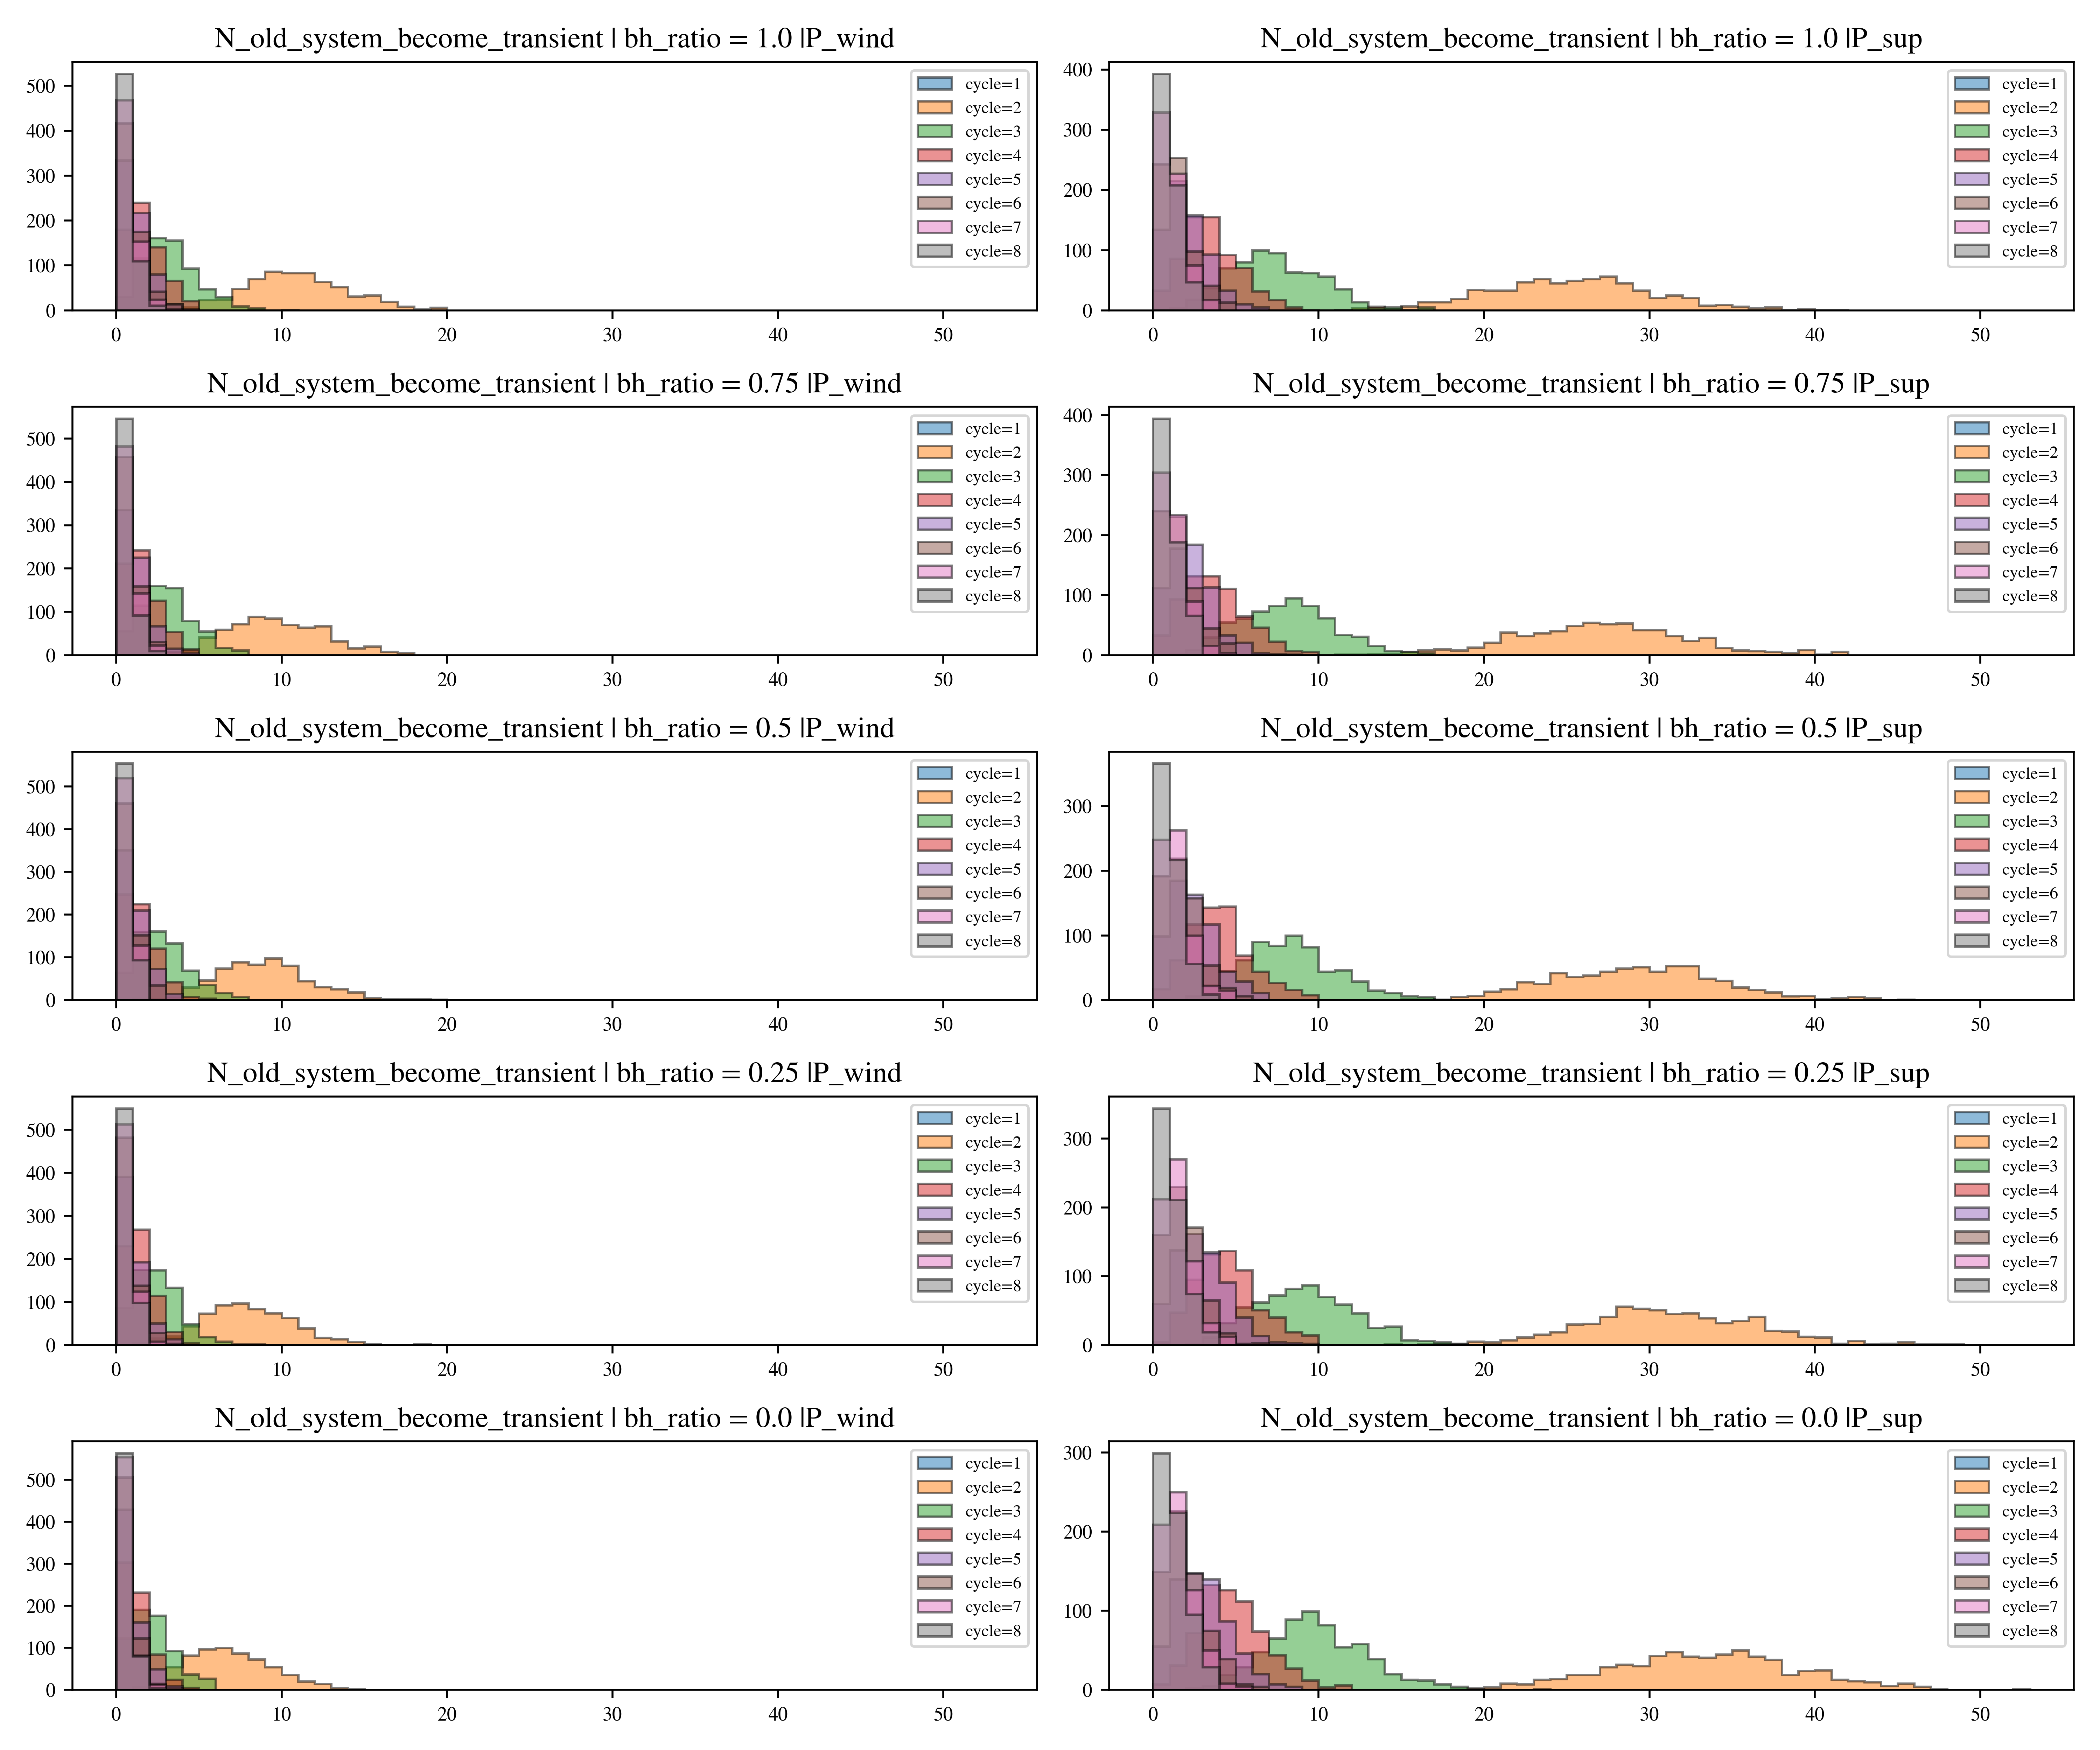 N_old_system_become_transient | bh_ratio = 1.0 |P_wind
500
400
300
200
100
0
0 10 20 30 40 50
cycle=1
cycle=2
cycle=3
cycle=4
cycle=5
cycle=6
cycle=7
cycle=8
N_old_system_become_transient | bh_ratio = 1.0 |P_sup
400
300
200
100
0
0 10 20 30 40 50
cycle=1
cycle=2
cycle=3
cycle=4
cycle=5
cycle=6
cycle=7
cycle=8
N_old_system_become_transient | bh_ratio = 0.75 |P_wind
500
400
300
200
100
0
0 10 20 30 40 50
cycle=1
cycle=2
cycle=3
cycle=4
cycle=5
cycle=6
cycle=7
cycle=8
N_old_system_become_transient | bh_ratio = 0.75 |P_sup
400
300
200
100
0
0 10 20 30 40 50
cycle=1
cycle=2
cycle=3
cycle=4
cycle=5
cycle=6
cycle=7
cycle=8
N_old_system_become_transient | bh_ratio = 0.5 |P_wind
500
400
300
200
100
0
0 10 20 30 40 50
cycle=1
cycle=2
cycle=3
cycle=4
cycle=5
cycle=6
cycle=7
cycle=8
N_old_system_become_transient | bh_ratio = 0.5 |P_sup
300
200
100
0
0 10 20 30 40 50
cycle=1
cycle=2
cycle=3
cycle=4
cycle=5
cycle=6
cycle=7
cycle=8
N_old_system_become_transient | bh_ratio = 0.25 |P_wind
500
400
300
200
100
0
0 10 20 30 40 50
cycle=1
cycle=2
cycle=3
cycle=4
cycle=5
cycle=6
cycle=7
cycle=8
N_old_system_become_transient | bh_ratio = 0.25 |P_sup
300
200
100
0
0 10 20 30 40 50
cycle=1
cycle=2
cycle=3
cycle=4
cycle=5
cycle=6
cycle=7
cycle=8
N_old_system_become_transient | bh_ratio = 0.0 |P_wind
500
400
300
200
100
0
0 10 20 30 40 50
cycle=1
cycle=2
cycle=3
cycle=4
cycle=5
cycle=6
cycle=7
cycle=8
N_old_system_become_transient | bh_ratio = 0.0 |P_sup
300
200
100
0
0 10 20 30 40 50
cycle=1
cycle=2
cycle=3
cycle=4
cycle=5
cycle=6
cycle=7
cycle=8